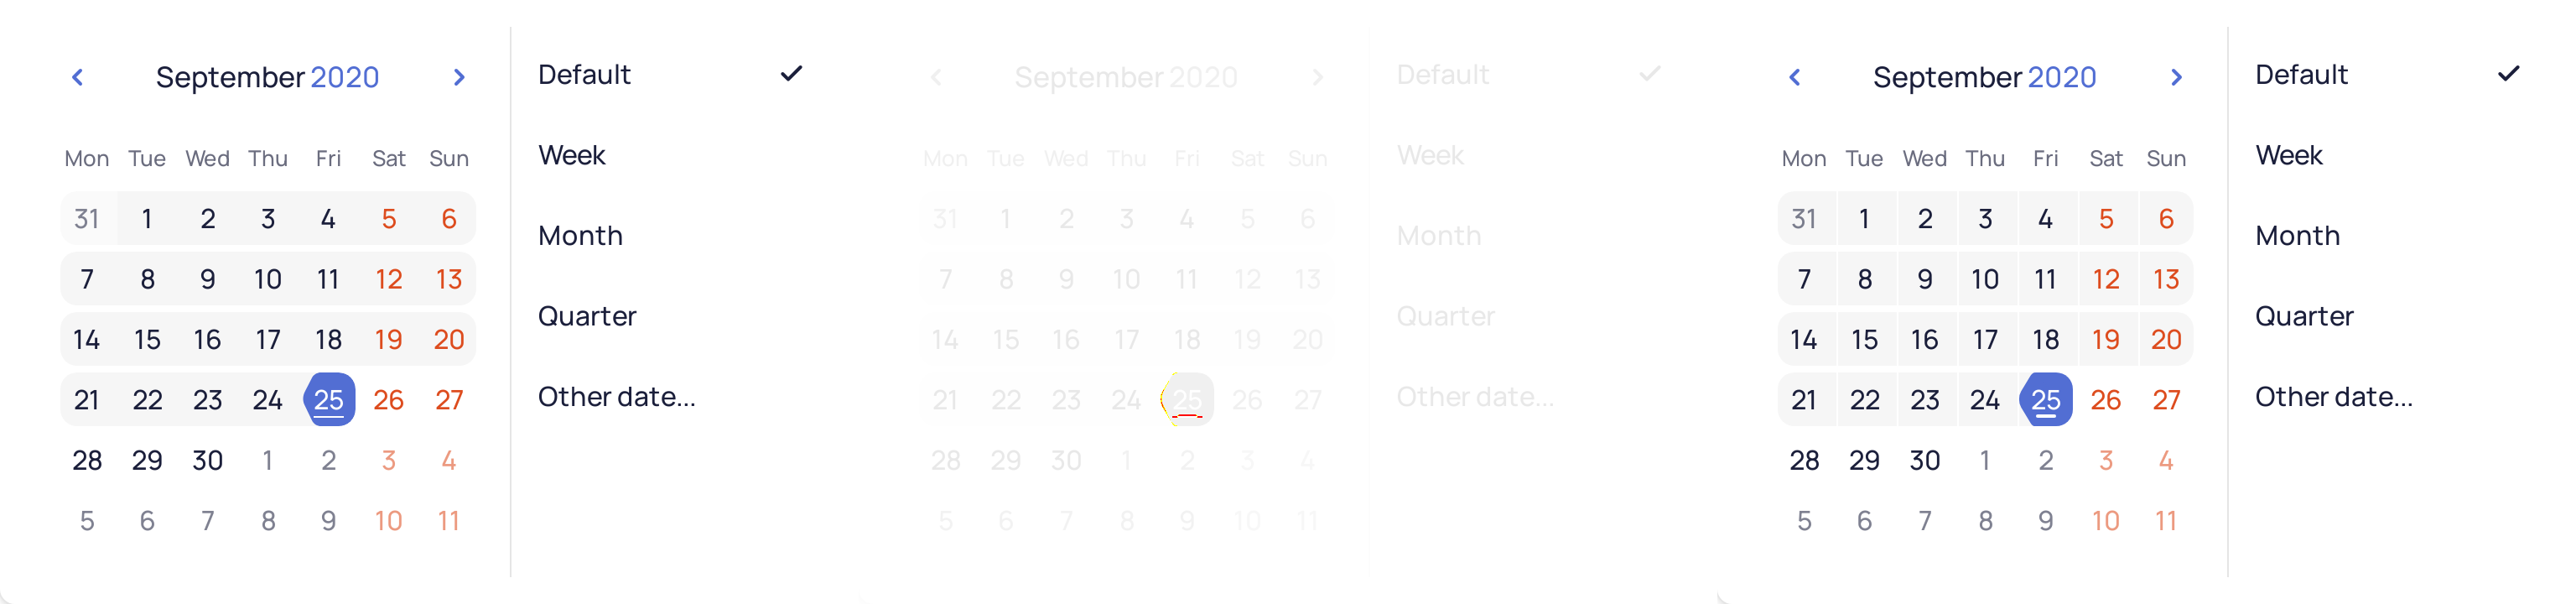 September 2020
Mon Tue Wed Thu Fri Sat Sun
31 1 2 3 4 5 6
7 8 9 10 11 12 13
14 15 16 17 18 19 20
21 22 23 24 25 26 27
28 29 30 1 2 3 4
5 6 7 8 9 10 11
Default
Week
Month
Quarter
Other date...
September 2020
Mon Tue Wed Thu Fri Sat Sun
31 1 2 3 4 5 6
7 8 9 10 11 12 13
14 15 16 17 18 19 20
21 22 23 24 25 26 27
28 29 30 1 2 3 4
5 6 7 8 9 10 11
Default
Week
Month
Quarter
Other date...
September 2020
Mon Tue Wed Thu Fri Sat Sun
31 1 2 3 4 5 6
7 8 9 10 11 12 13
14 15 16 17 18 19 20
21 22 23 24 25 26 27
28 29 30 1 2 3 4
5 6 7 8 9 10 11
Default
Week
Month
Quarter
Other date...